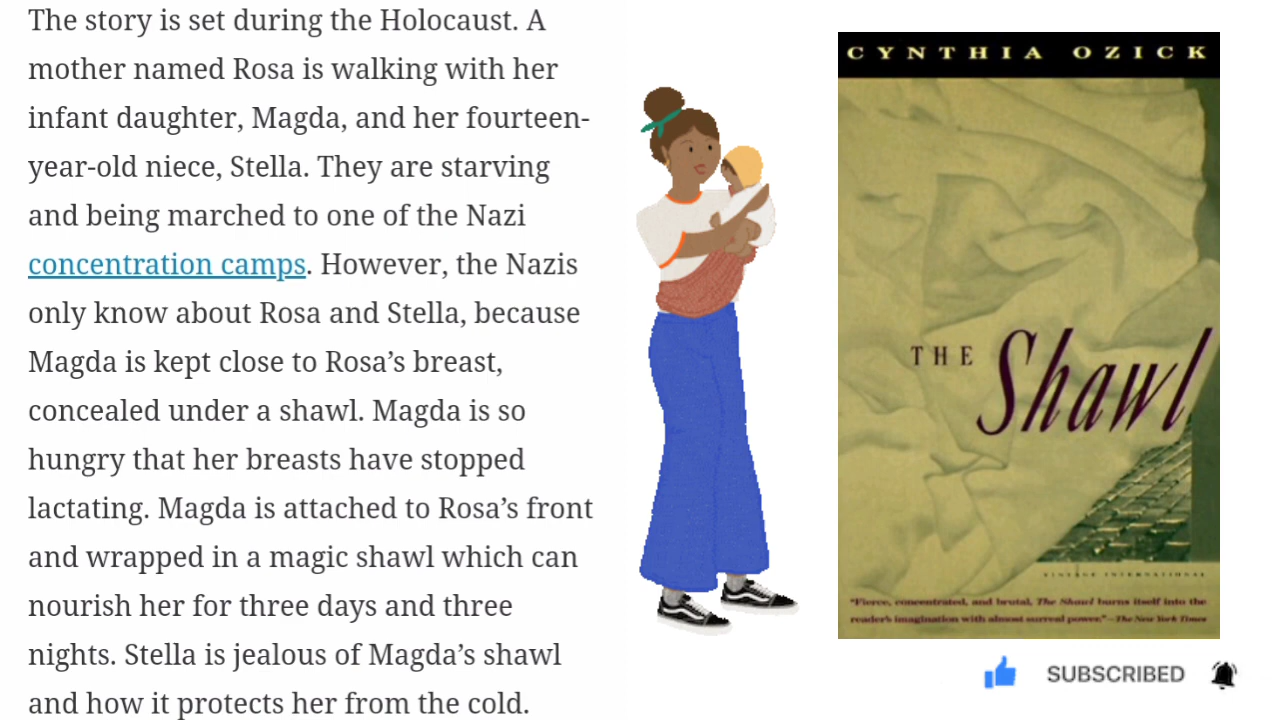 The story is set during the Holocaust. A
mother named Rosa is walking with her
infant daughter, Magda, and her fourteen-
year-old niece, Stella. They are starving
and being marched to one of the Nazi
concentration camps. However, the Nazis
only know about Rosa and Stella, because
Magda is kept close to Rosa’s breast,
concealed under a shawl. Magda is so
hungry that her breasts have stopped
lactating. Magda is attached to Rosa’s front
and wrapped in a magic shawl which can
nourish her for three days and three
nights. Stella is jealous of Magda’s shawl
and how it protects her from the cold.
CYNTHIA OZICK
THE Shawl
VINTAGE INTERNATIONAL
"Fierce, concentrated, and brutal, The Shawl burns itself into the
reader's imagination with almost surreal power."—The New York Times
SUBSCRIBED